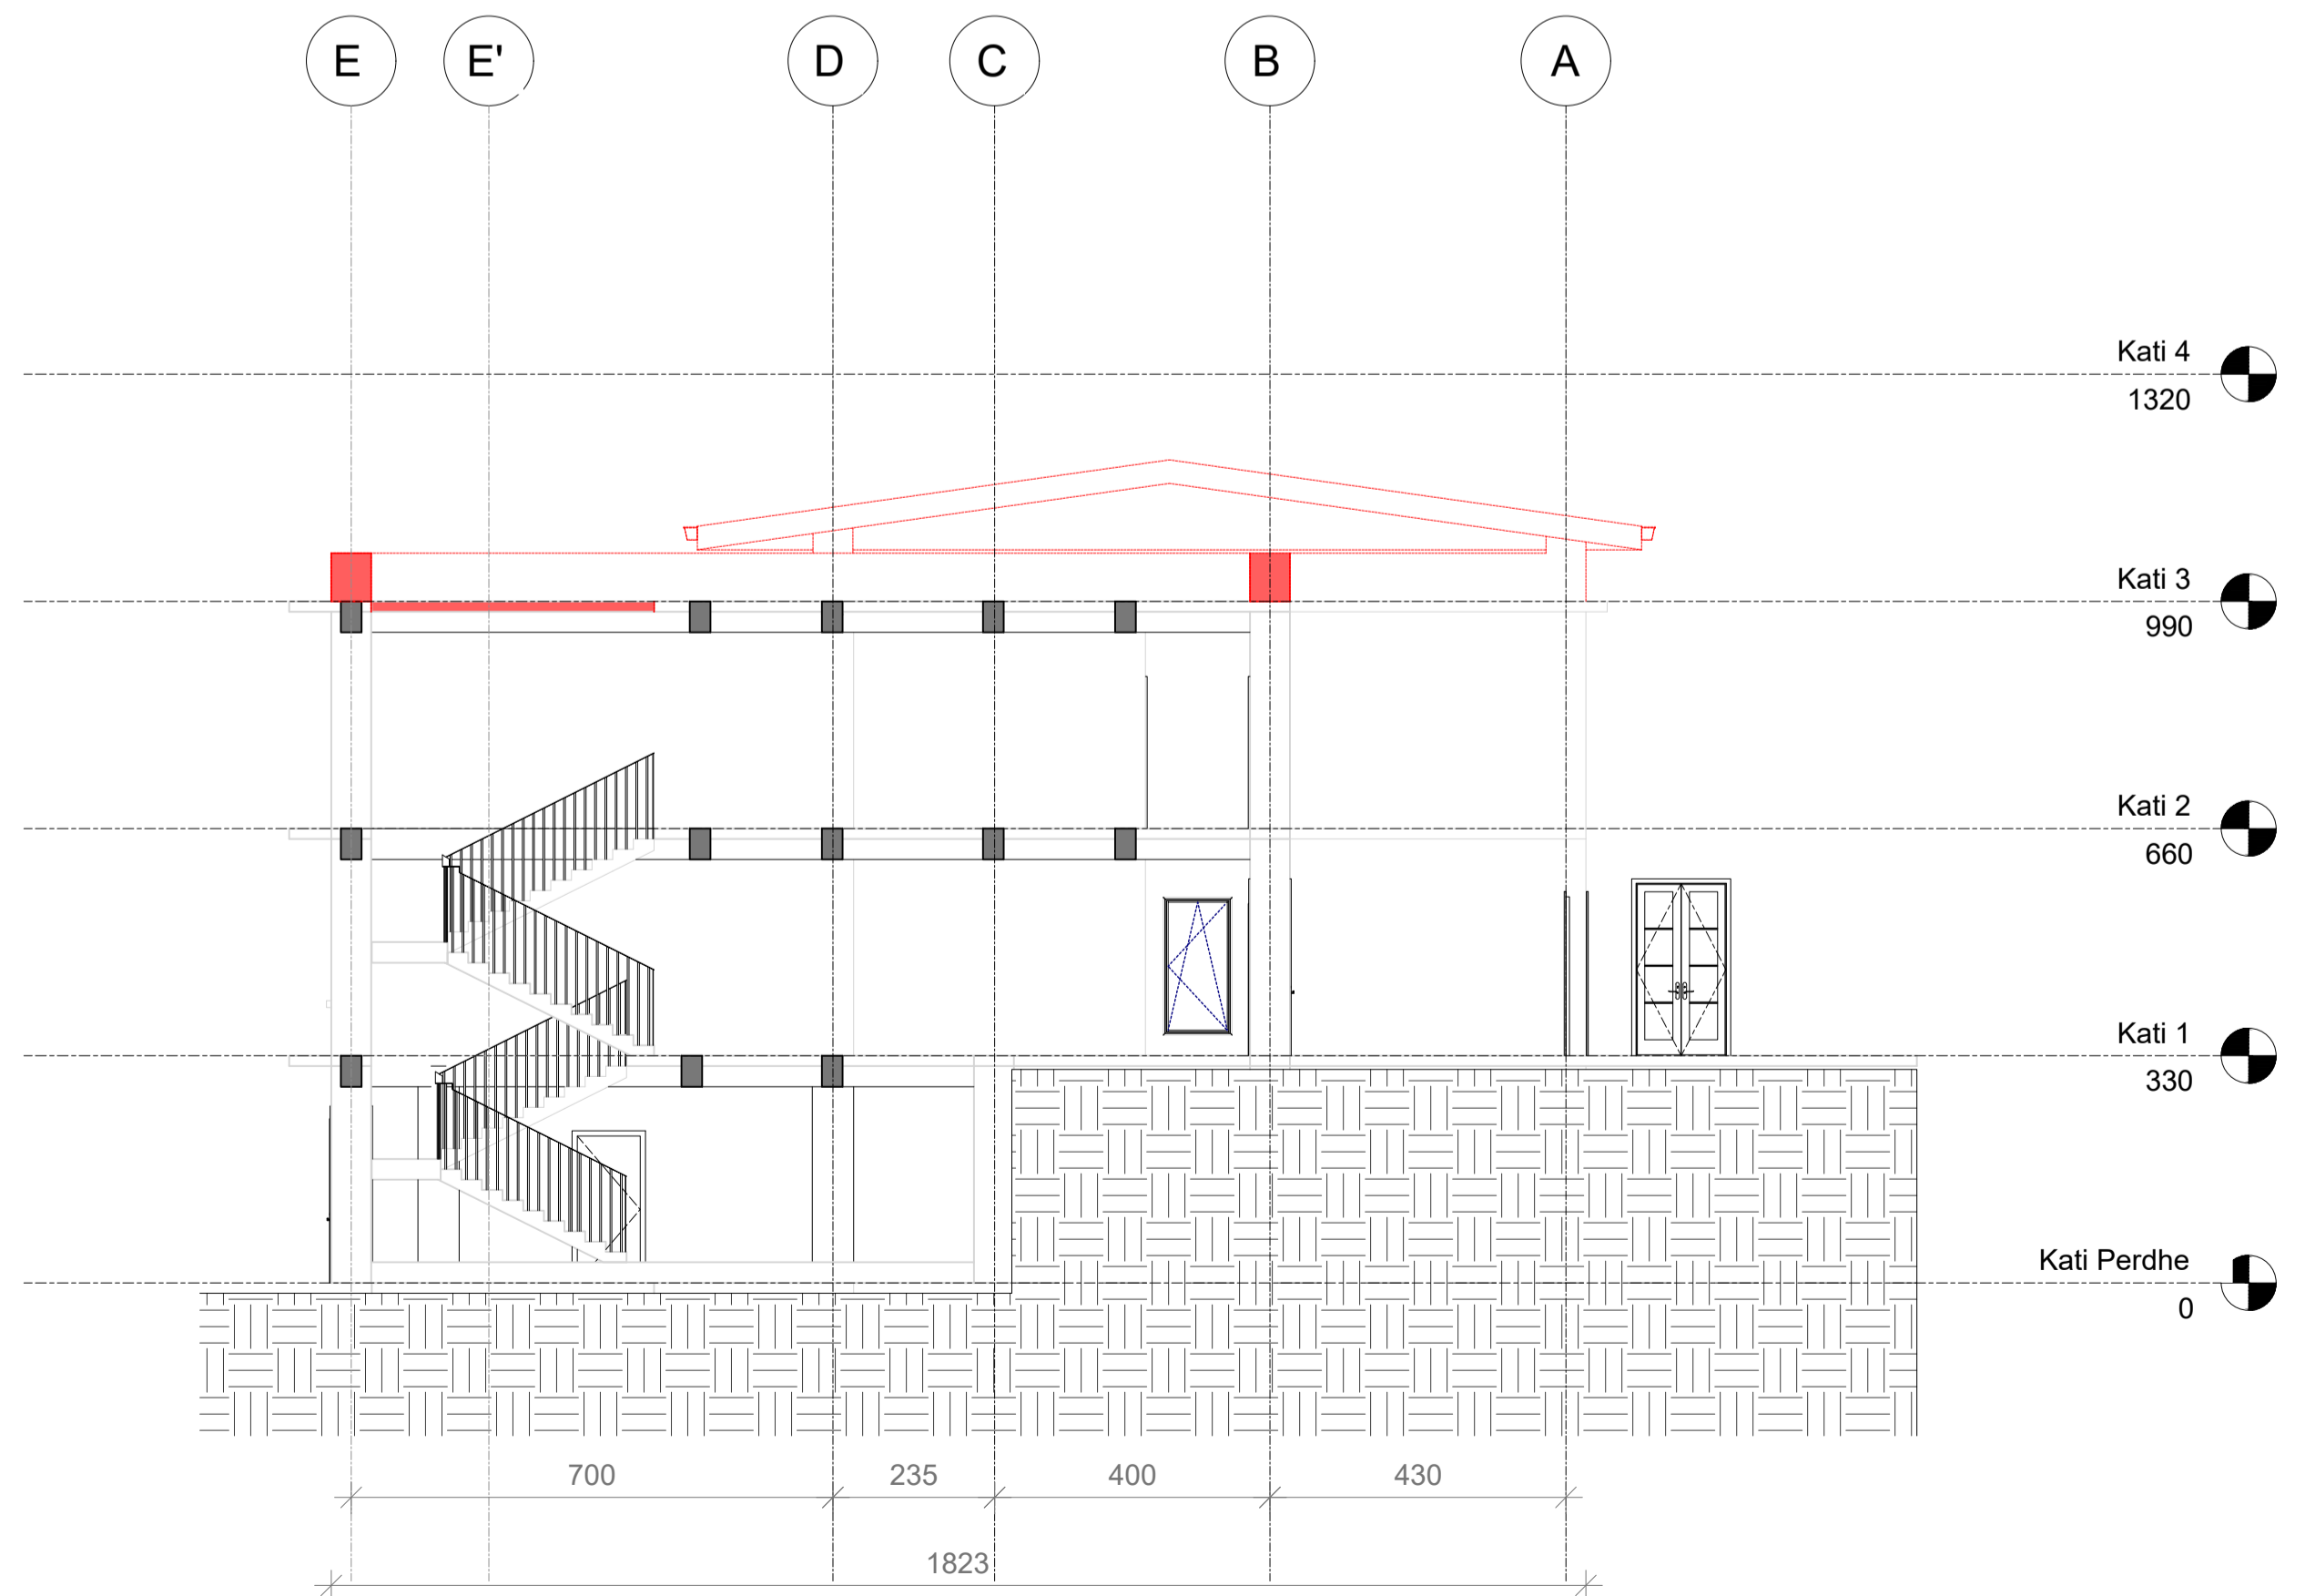 E E' D C B A
Kati 4
1320
Kati 3
990
Kati 2
660
Kati 1
330
Kati Perdhe
0
700 235 400 430
1823